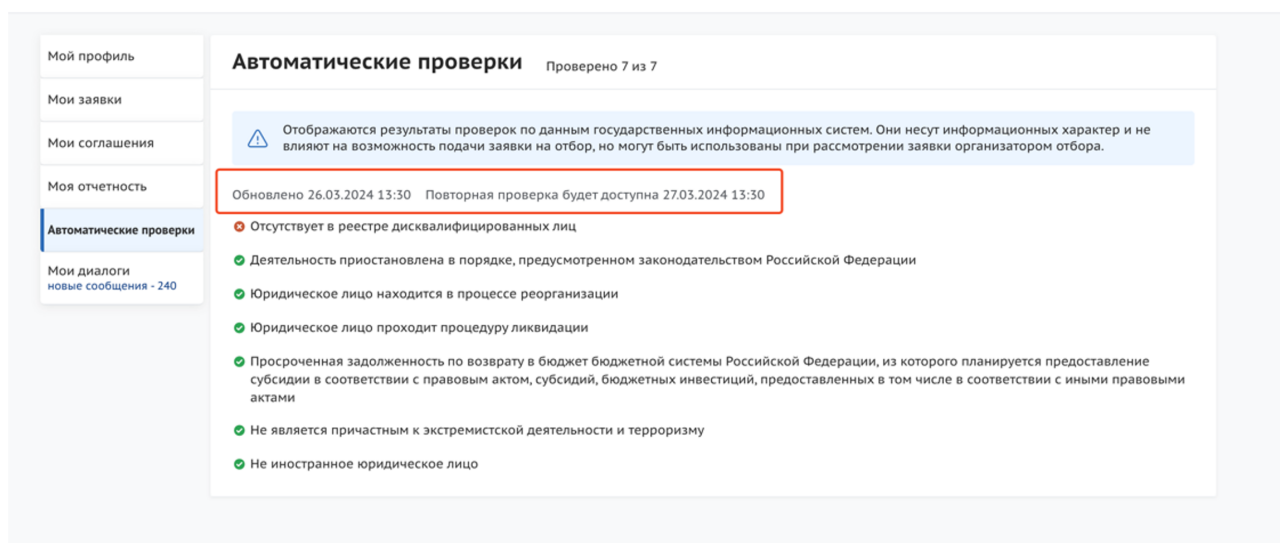 Мой профиль
Мои заявки
Мои соглашения
Моя отчетность
Автоматические проверки
Мои диалоги
новые сообщения - 240
Автоматические проверки Проверено 7 из 7
Отображаются результаты проверок по данным государственных информационных систем. Они несут информационных характер и не
влияют на возможность подачи заявки на отбор, но могут быть использованы при рассмотрении заявки организатором отбора.
Обновлено 26.03.2024 13:30 Повторная проверка будет доступна 27.03.2024 13:30
Отсутствует в реестре дисквалифицированных лиц
Деятельность приостановлена в порядке, предусмотренном законодательством Российской Федерации
Юридическое лицо находится в процессе реорганизации
Юридическое лицо проходит процедуру ликвидации
Просроченная задолженность по возврату в бюджет бюджетной системы Российской Федерации, из которого планируется предоставление
субсидии в соответствии с правовым актом, субсидий, бюджетных инвестиций, предоставленных в том числе в соответствии с иными правовыми
актами
Не является причастным к экстремистской деятельности и терроризму
Не иностранное юридическое лицо